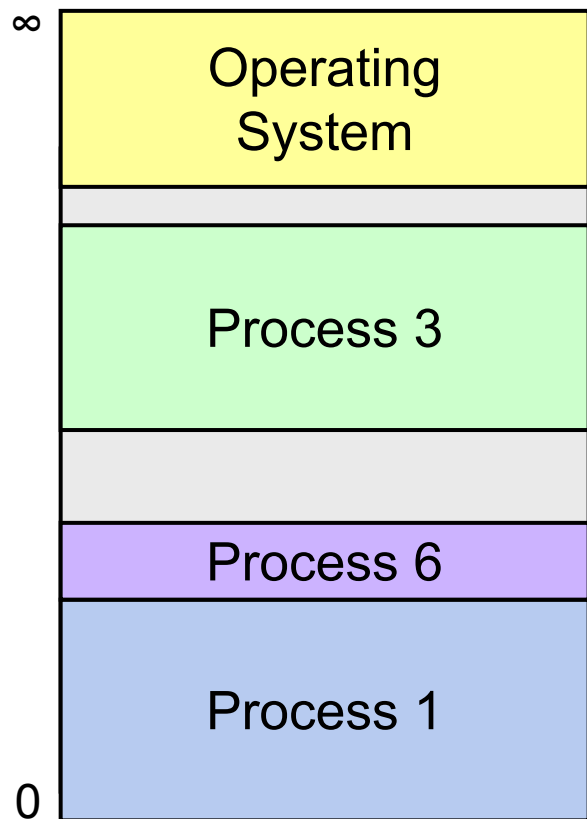 ∞
Operating
System
Process 3
Process 6
Process 1
0